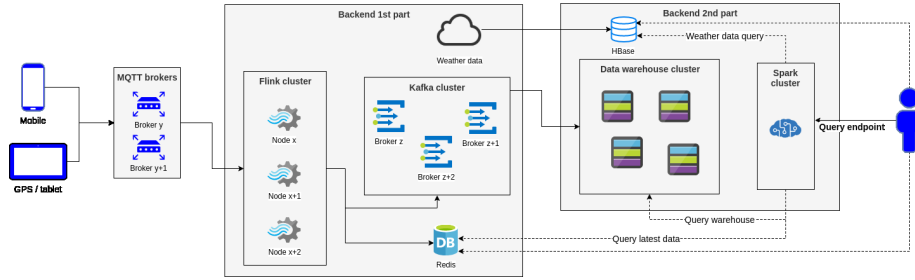 Backend 1st part
Backend 2nd part
Weather data
HBase
Weather data query
MQTT brokers
Flink cluster
Kafka cluster
Data warehouse cluster
Spark
cluster
Mobile
Broker y
Node x
Broker z
Broker z+1
Query endpoint
Broker y+1
Broker z+2
GPS / tablet
Node x+1
Query warehouse
Node x+2
DB
Redis
Query latest data